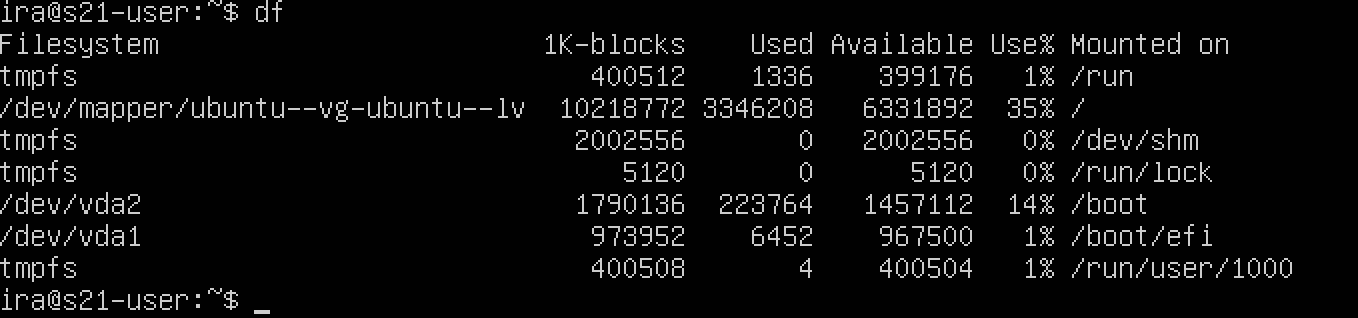 ira@s21-user:~$ df
Filesystem                        1K-blocks    Used Available Use% Mounted on
tmpfs                                400512    1336    399176   1% /run
/dev/mapper/ubuntu--vg-ubuntu--lv  10218772 3346208   6331892  35% /
tmpfs                               2002556       0   2002556   0% /dev/shm
tmpfs                                  5120       0      5120   0% /run/lock
/dev/vda2                           1790136  223764   1457112  14% /boot
/dev/vda1                            973952    6452    967500   1% /boot/efi
tmpfs                                400508       4    400504   1% /run/user/1000
ira@s21-user:~$ _